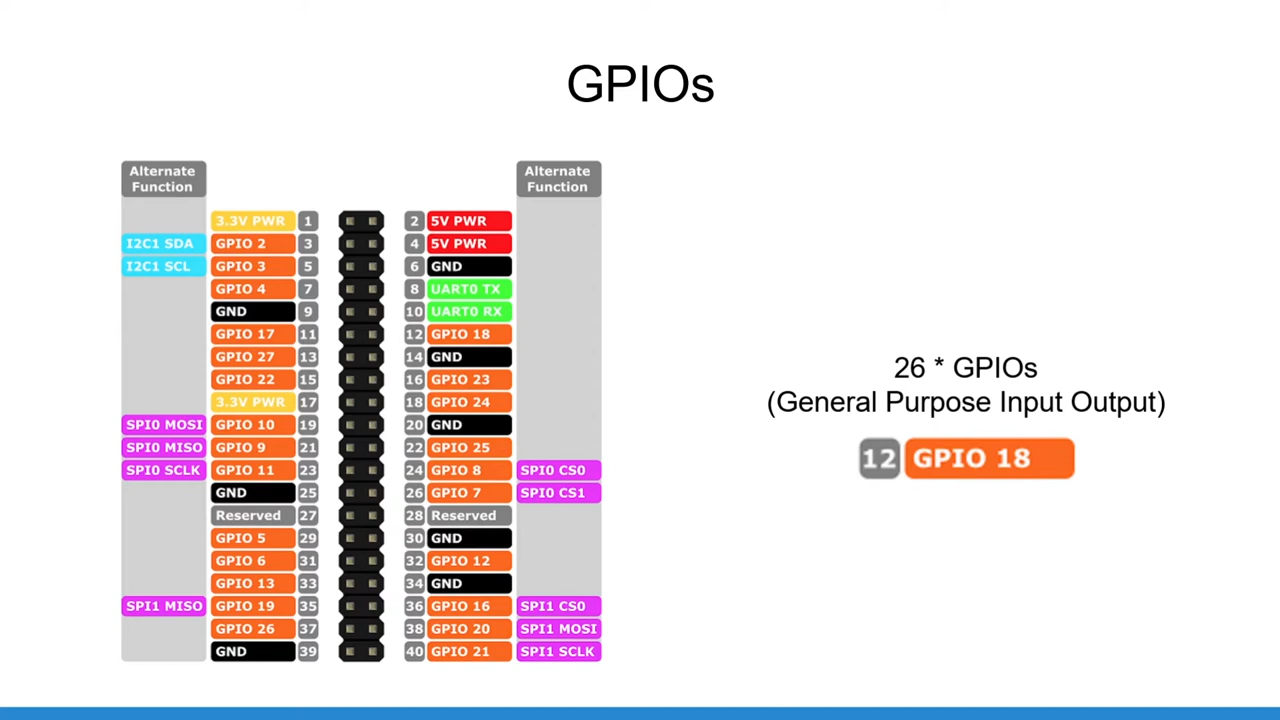 GPIOs
Alternate Function
Alternate Function
3.3V PWR 1 2 5V PWR
I2C1 SDA GPIO 2 3 4 5V PWR
I2C1 SCL GPIO 3 5 6 GND
GPIO 4 7 8 UART0 TX
GND 9 10 UART0 RX
GPIO 17 11 12 GPIO 18
GPIO 27 13 14 GND
GPIO 22 15 16 GPIO 23
3.3V PWR 17 18 GPIO 24
SPI0 MOSI GPIO 10 19 20 GND
SPI0 MISO GPIO 9 21 22 GPIO 25
SPI0 SCLK GPIO 11 23 24 GPIO 8 SPI0 CS0
GND 25 26 GPIO 7 SPI0 CS1
Reserved 27 28 Reserved
GPIO 5 29 30 GND
GPIO 6 31 32 GPIO 12
GPIO 13 33 34 GND
SPI1 MISO GPIO 19 35 36 GPIO 16 SPI1 CS0
GPIO 26 37 38 GPIO 20 SPI1 MOSI
GND 39 40 GPIO 21 SPI1 SCLK
26 * GPIOs
(General Purpose Input Output)
12 GPIO 18